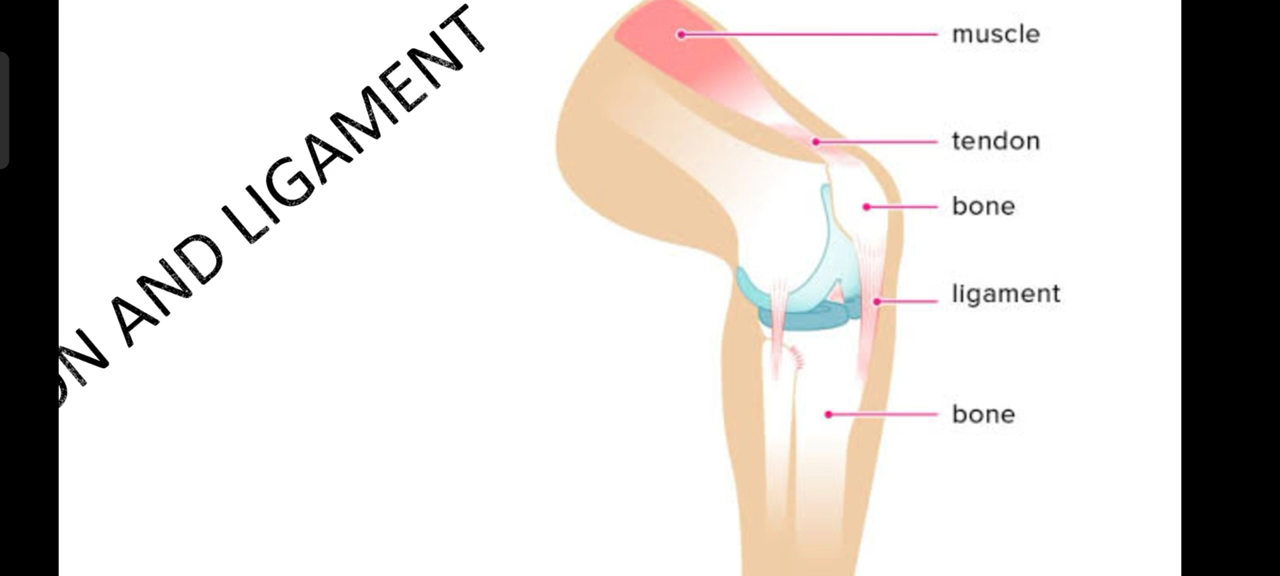 AND LIGAMENT
muscle
tendon
bone
ligament
bone